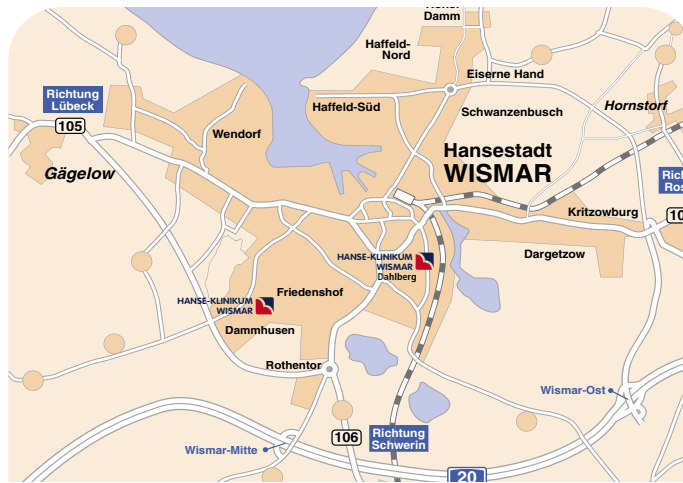 Damm
Haffeld-
Nord
Eiserne Hand
Richtung
Lübeck
Haffeld-Süd
Schwanzenbusch
Hornstorf
105
Wendorf
Hansestadt
WISMAR
Gägelow
Kritzowburg
HANSE-KLINIKUM
WISMAR
Dahlberg
Dargetzow
HANSE-KLINIKUM
WISMAR
Friedenshof
Dammhusen
Rothentor
Wismar-Ost
106
Richtung
Schwerin
Wismar-Mitte
20